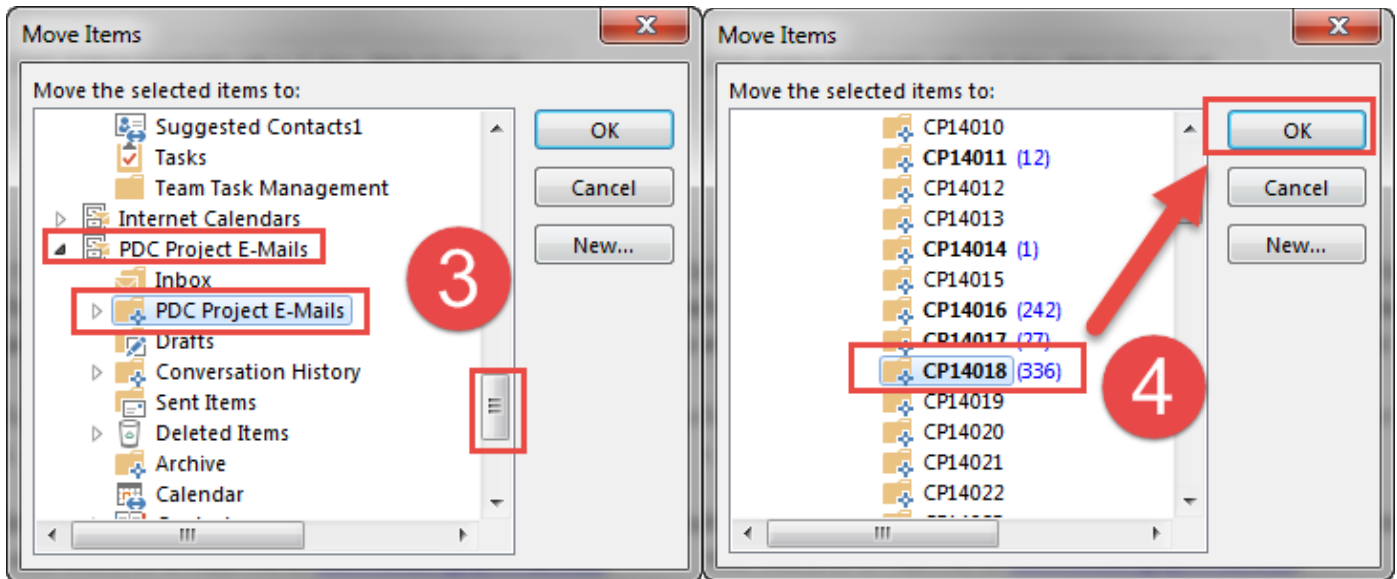 Move Items
Move the selected items to:
Suggested Contacts1
Tasks
Team Task Management
Internet Calendars
PDC Project E-Mails
Inbox
PDC Project E-Mails
Drafts
Conversation History
Sent Items
Deleted Items
Archive
Calendar
OK
Cancel
New...
3
Move Items
Move the selected items to:
CP14010
CP14011 (12)
CP14012
CP14013
CP14014 (1)
CP14015
CP14016 (242)
CP14017 (27)
CP14018 (336)
CP14019
CP14020
CP14021
CP14022
OK
Cancel
New...
4